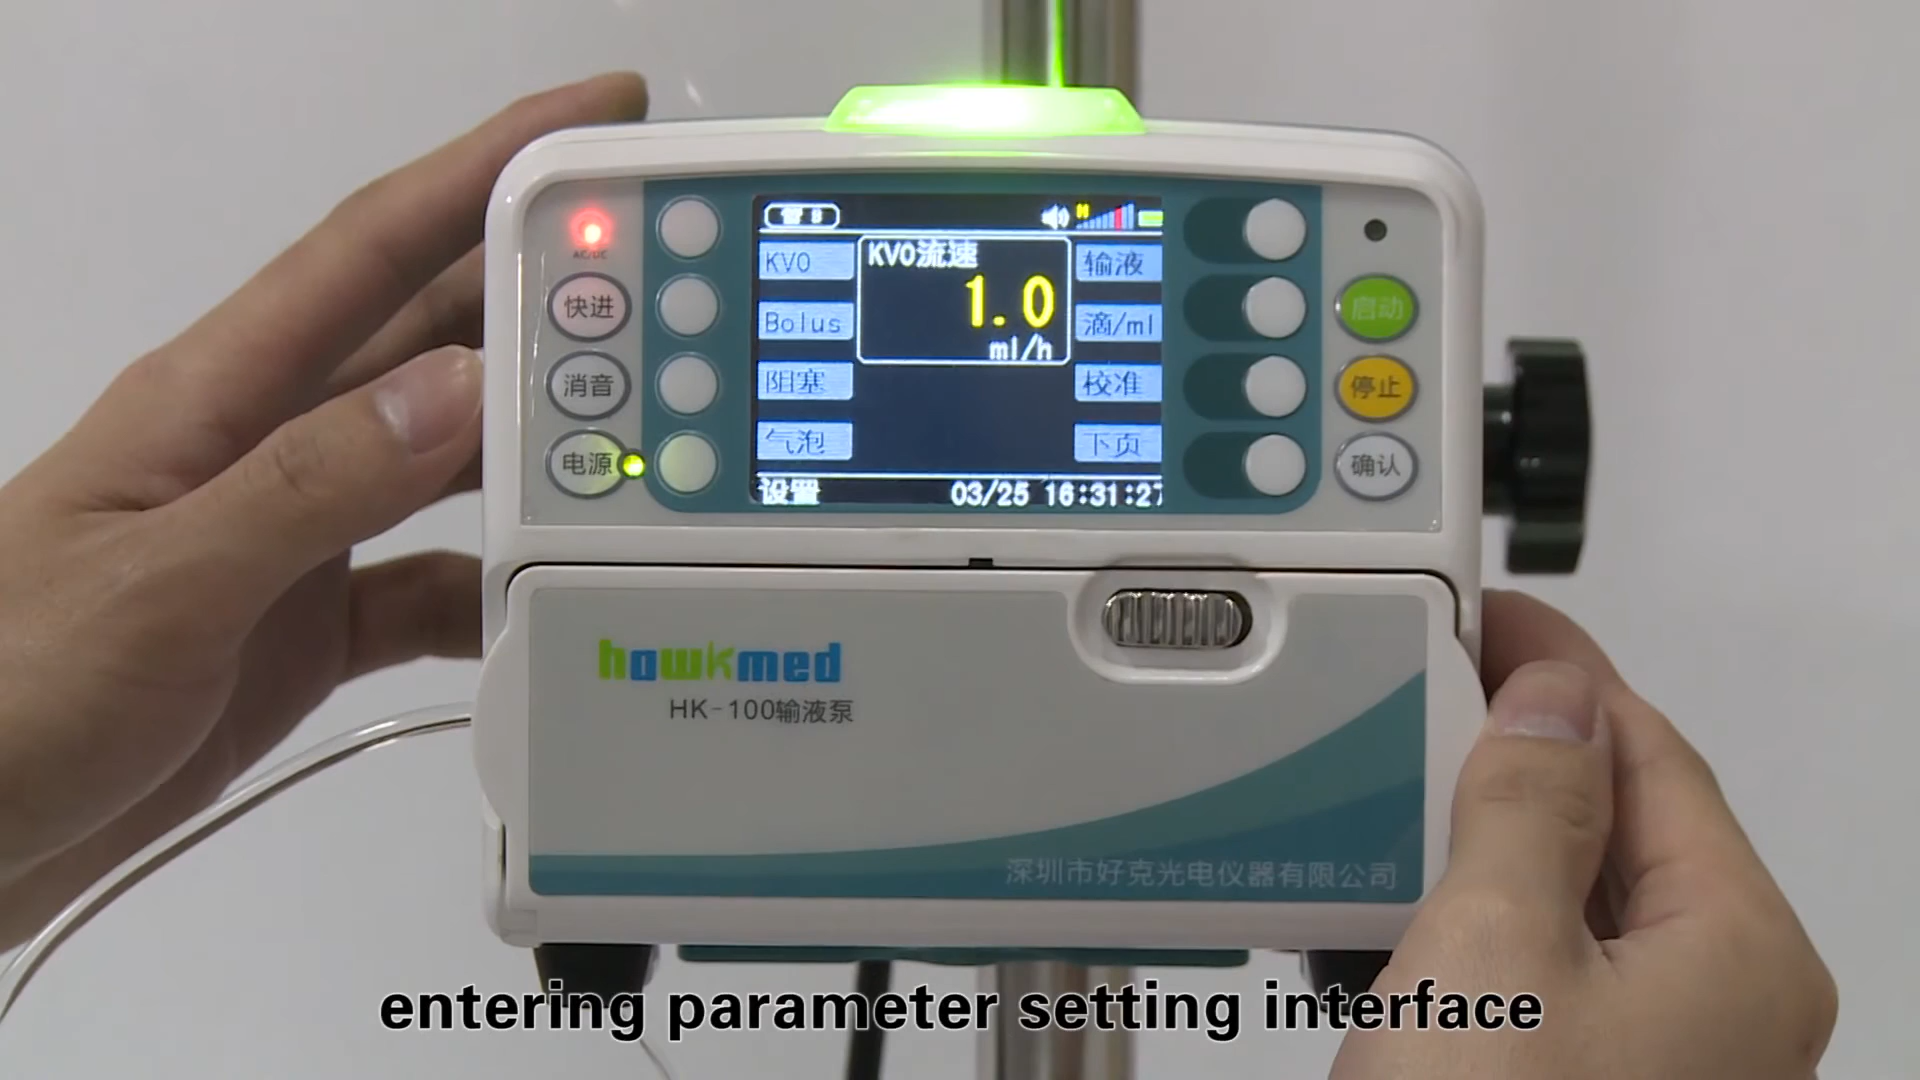 AC/DC
快进
消音
电源
管 8
KVO
Bolus
阻塞
气泡
KVO流速
1.0
ml/h
输液
滴/ml
校准
下页
设置
03/25 16:31:27
启动
停止
确认
hawkmed
HK-100输液泵
深圳市好克光电仪器有限公司
entering parameter setting interface